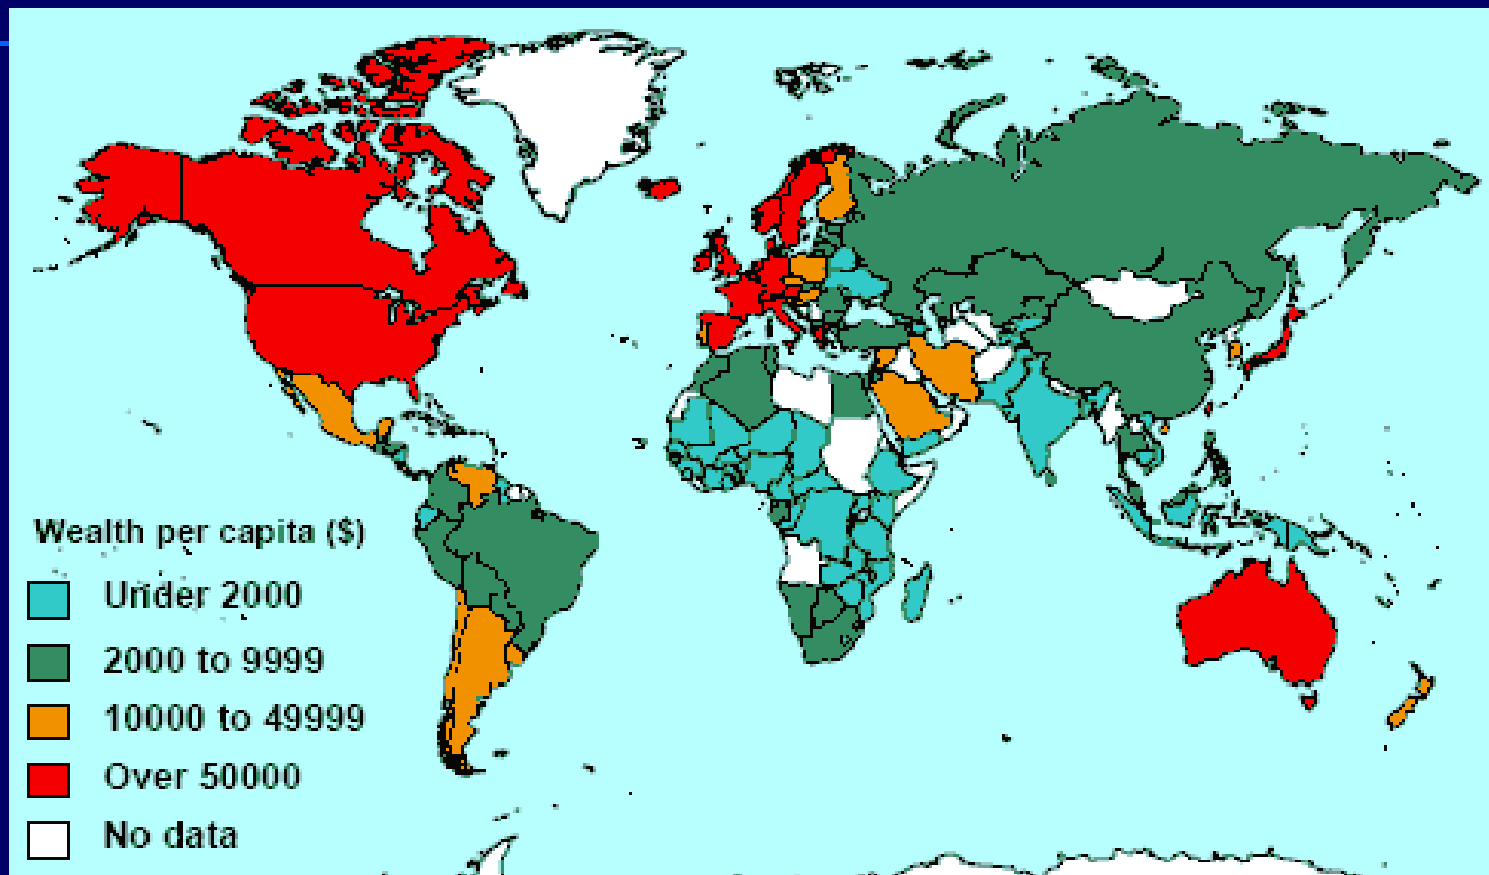 Wealth per capita ($)
Under 2000
2000 to 9999
10000 to 49999
Over 50000
No data